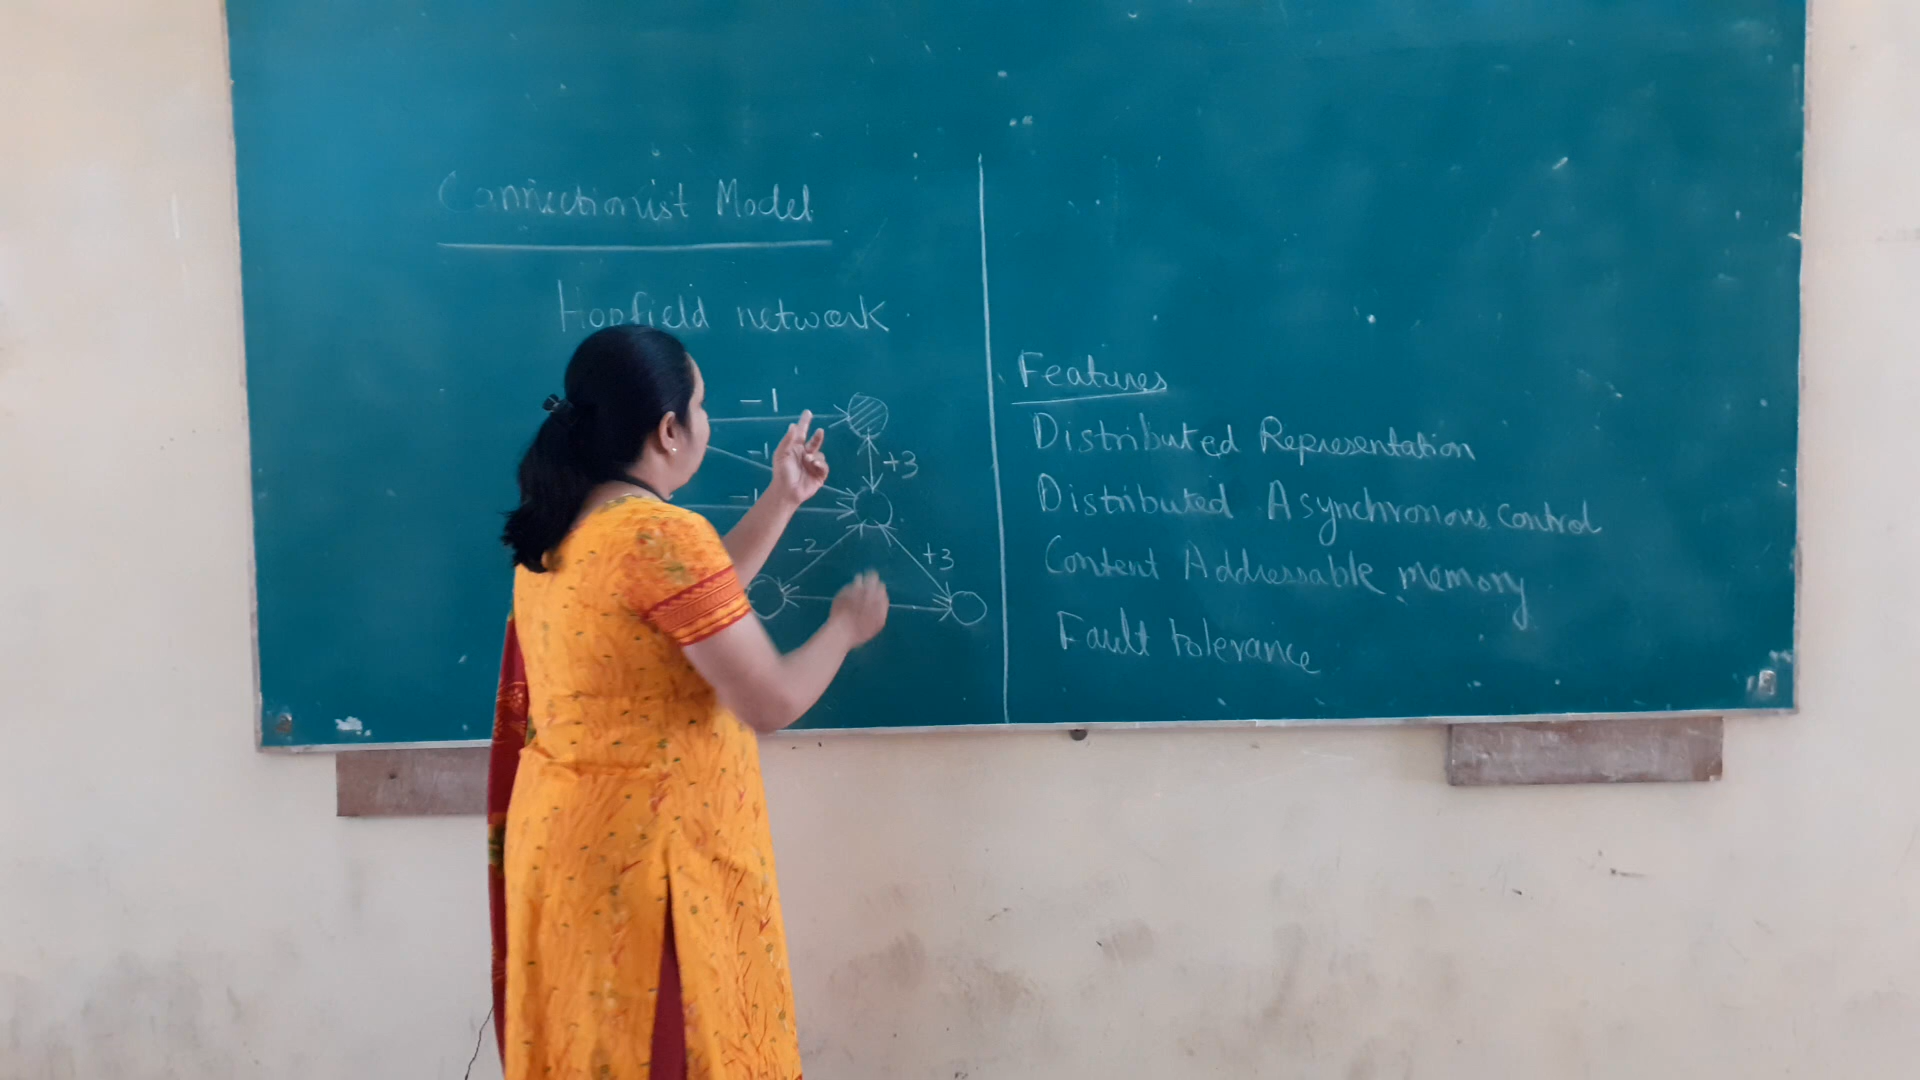 Connectionist Model
Hopfield network
-1
-1
+3
-1
-2
+3
Features
Distributed Representation
Distributed Asynchronous Control
Content Addressable memory
Fault tolerance